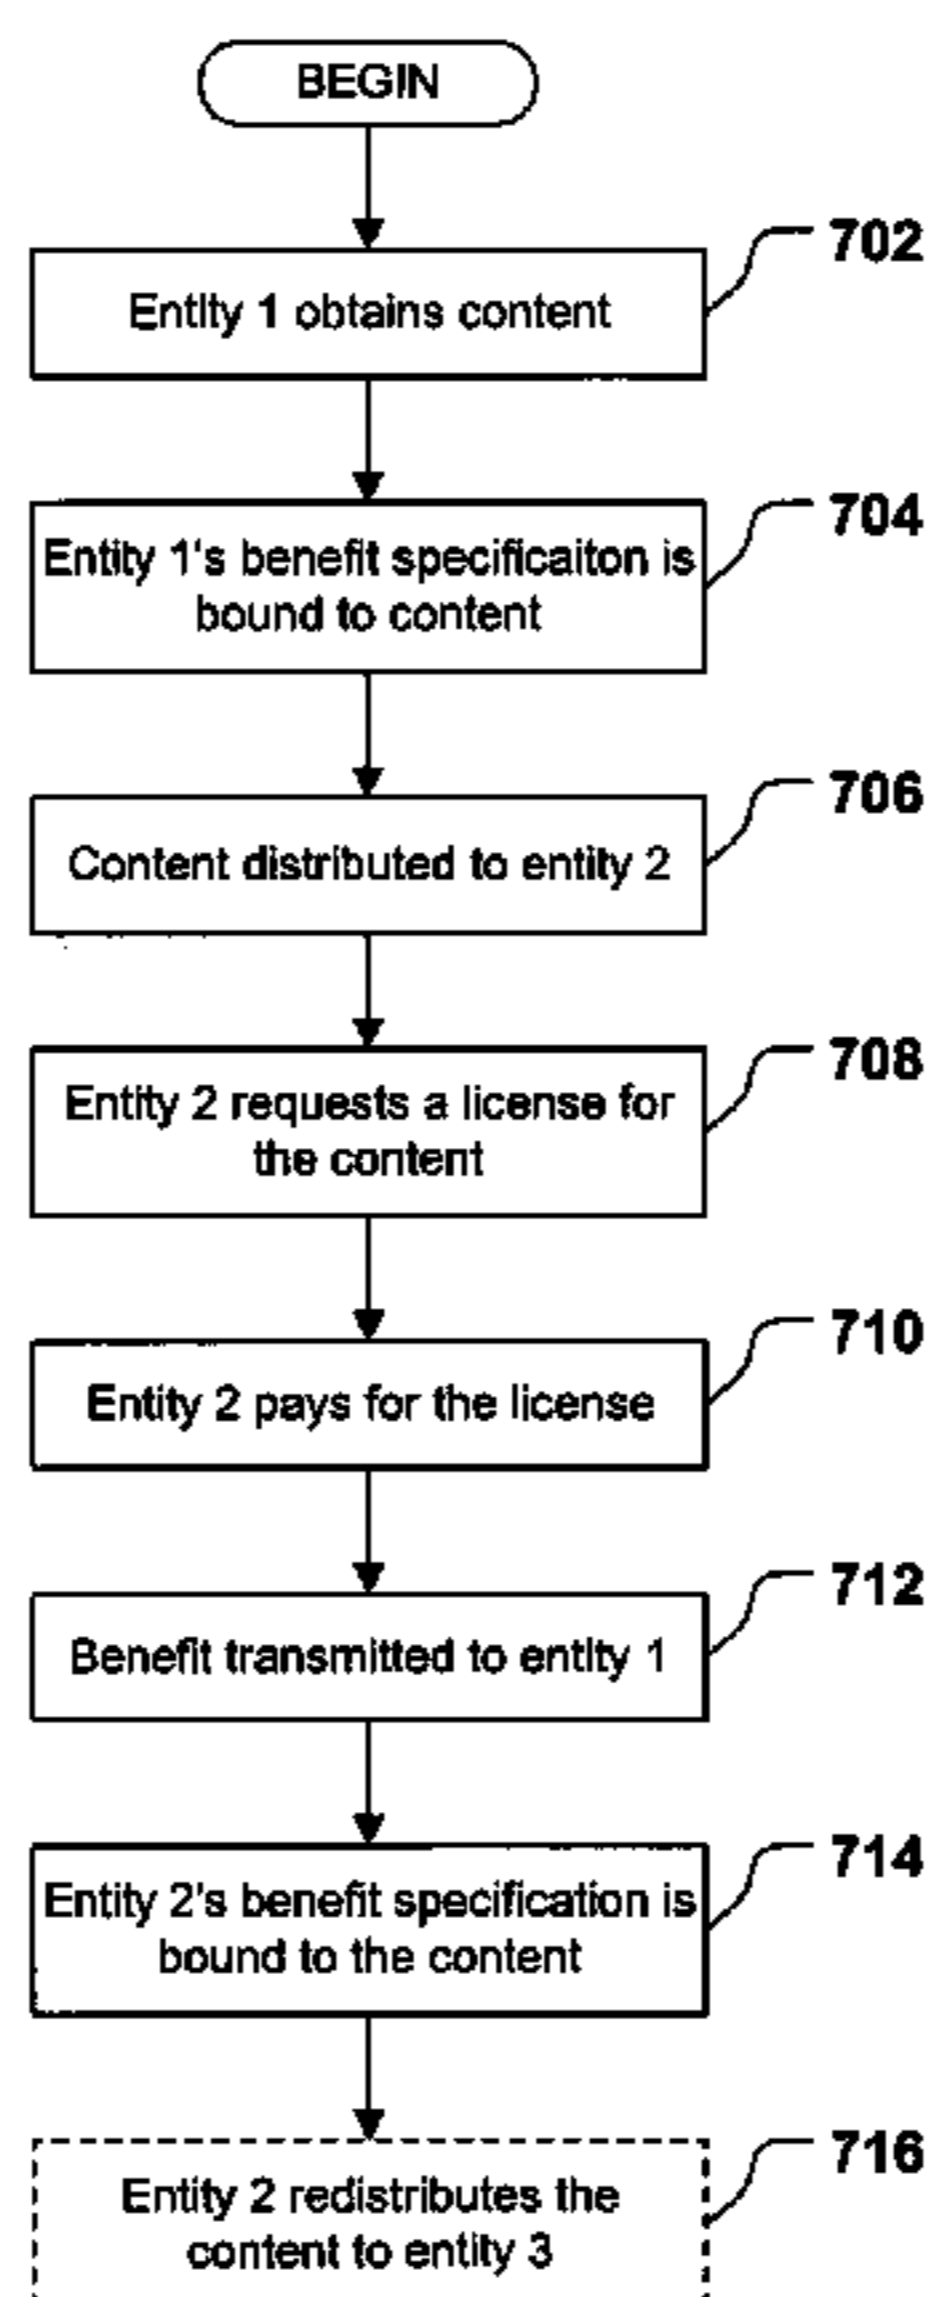 BEGIN
702
Entity 1 obtains content
704
Entity 1's benefit specificaiton is
bound to content
706
Content distributed to entity 2
708
Entity 2 requests a license for
the content
710
Entity 2 pays for the license
712
Benefit transmitted to entity 1
714
Entity 2's benefit specification is
bound to the content
716
Entity 2 redistributes the
content to entity 3